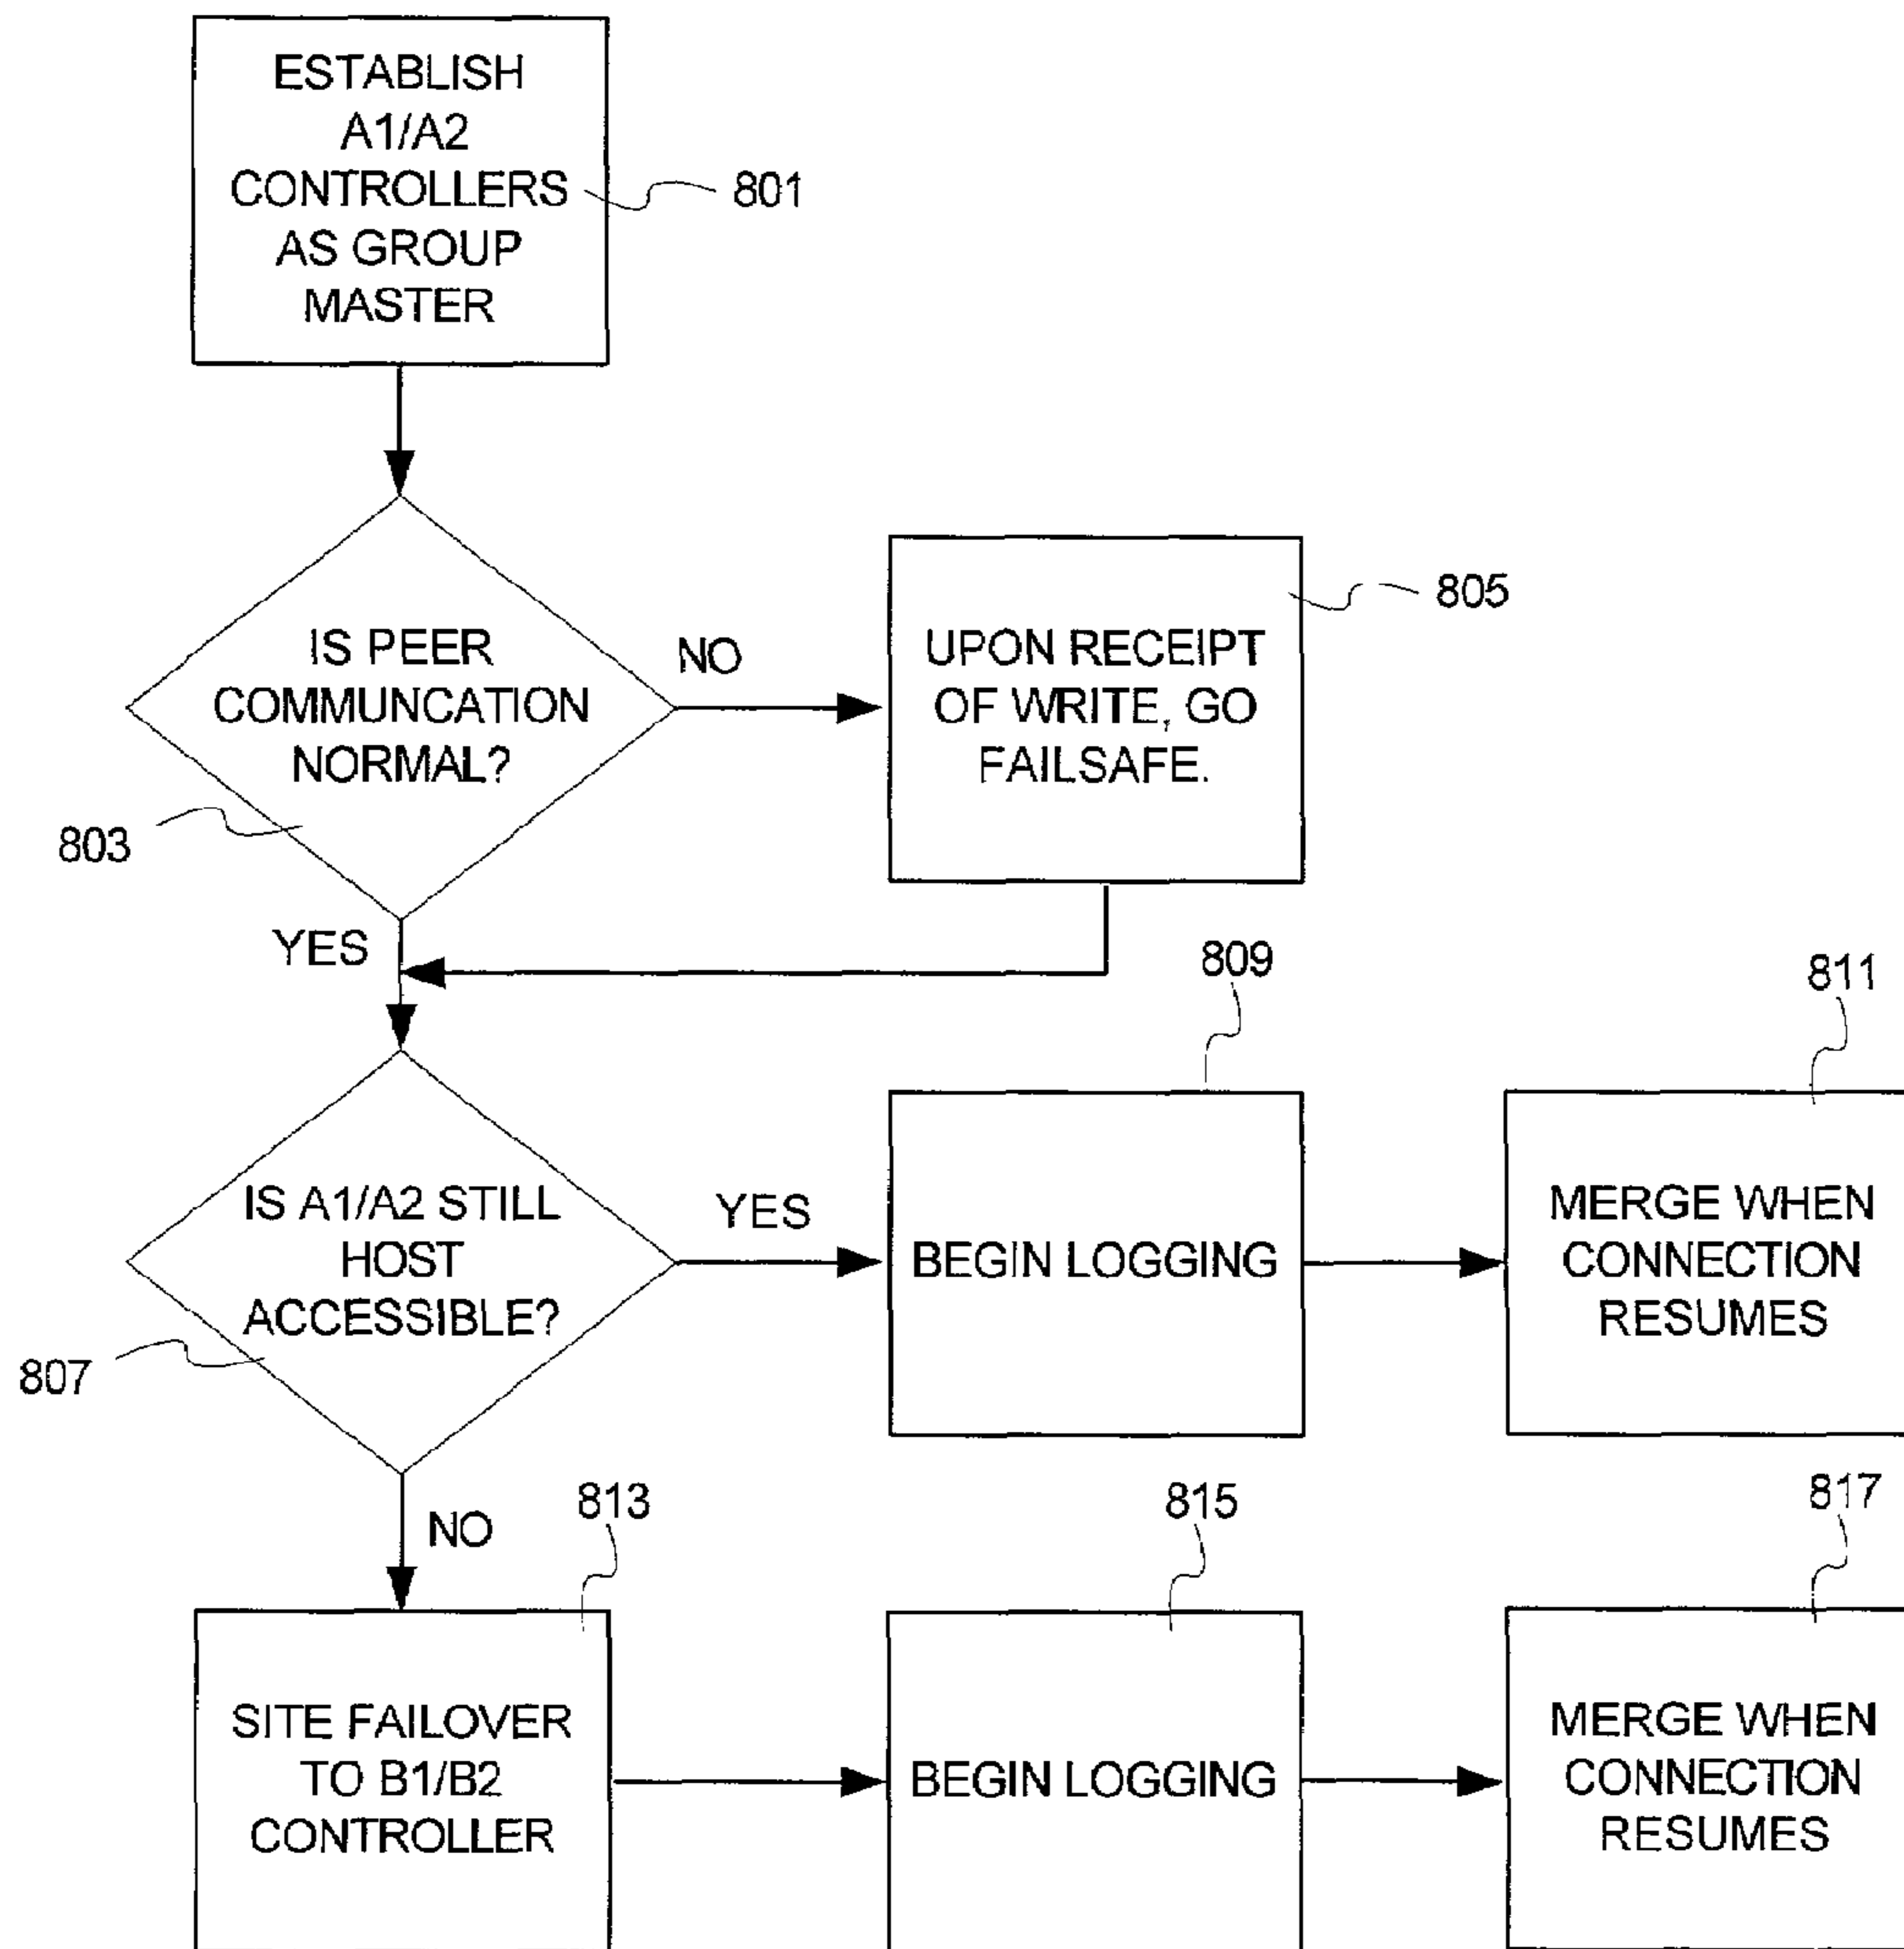 ESTABLISH
A1/A2
CONTROLLERS
AS GROUP
MASTER
801
IS PEER
COMMUNCATION
NORMAL?
803
NO
UPON RECEIPT
OF WRITE, GO
FAILSAFE.
805
YES
IS A1/A2 STILL
HOST
ACCESSIBLE?
807
YES
809
BEGIN LOGGING
811
MERGE WHEN
CONNECTION
RESUMES
NO
813
SITE FAILOVER
TO B1/B2
CONTROLLER
815
BEGIN LOGGING
817
MERGE WHEN
CONNECTION
RESUMES